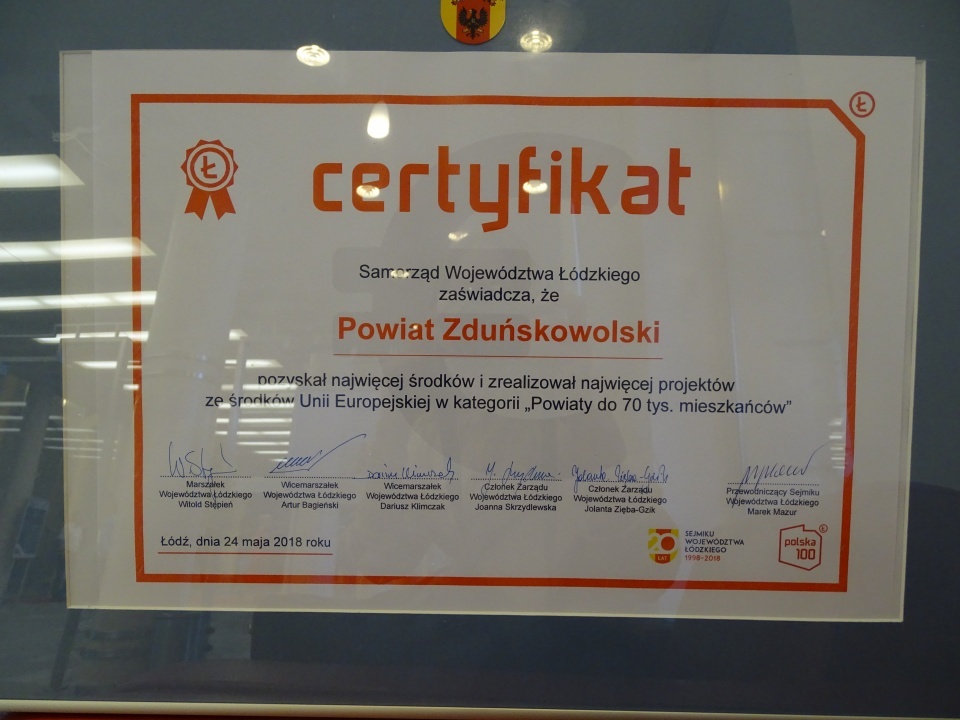 Ł
Ł
certyfikat
Samorząd Województwa Łódzkiego
zaświadcza, że
Powiat Zduńskowolski
pozyskał najwięcej środków i zrealizował najwięcej projektów
ze środków Unii Europejskiej w kategorii „Powiaty do 70 tys. mieszkańców”
Marszałek
Województwa Łódzkiego
Witold Stępień
Wicemarszałek
Województwa Łódzkiego
Artur Bagieński
Wicemarszałek
Województwa Łódzkiego
Dariusz Klimczak
Członek Zarządu
Województwa Łódzkiego
Joanna Skrzydlewska
Członek Zarządu
Województwa Łódzkiego
Jolanta Zięba-Gzik
Przewodniczący Sejmiku
Województwa Łódzkiego
Marek Mazur
Łódź, dnia 24 maja 2018 roku
20
LAT
SEJMIKU
WOJEWÓDZTWA
ŁÓDZKIEGO
1998-2018
polska
100
Ł